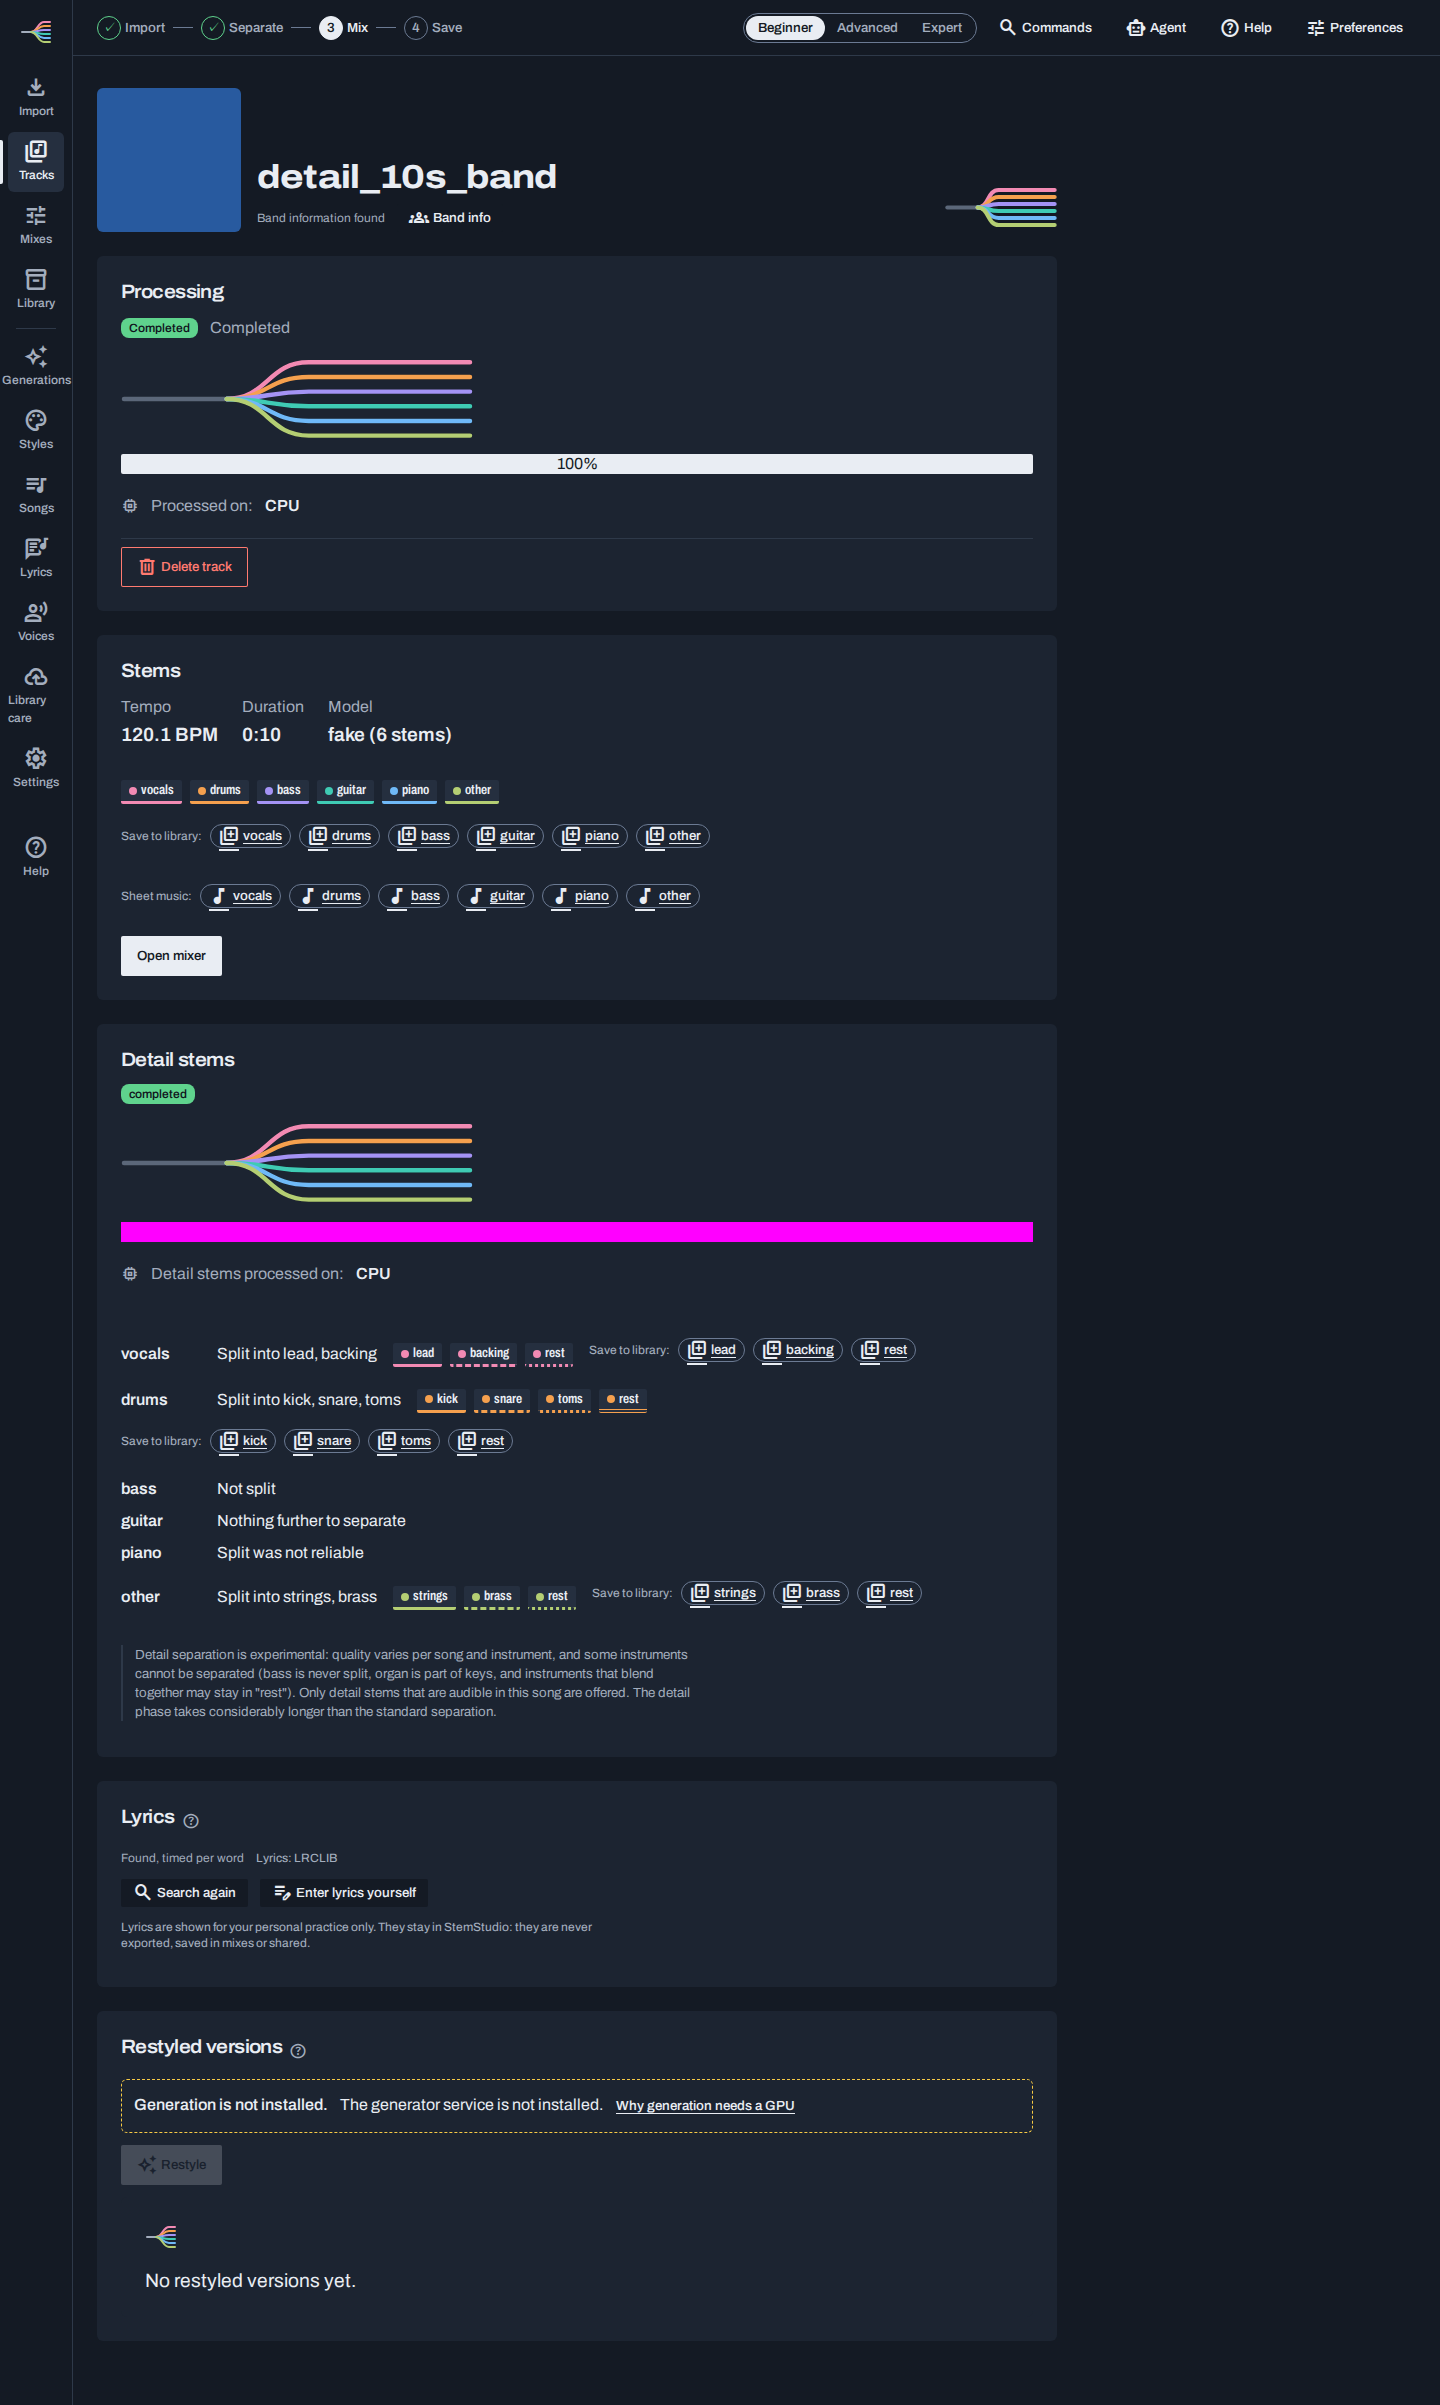 Import
Separate
3 Mix
4 Save
Beginner
Advanced
Expert
Commands
Agent
Help
Preferences
Import
Tracks
Mixes
Library
Generations
Styles
Songs
Lyrics
Voices
Library
care
Settings
Help
detail_10s_band
Band information found
Band info
Processing
Completed Completed
100%
Processed on: CPU
Delete track
Stems
Tempo Duration Model
120.1 BPM 0:10 fake (6 stems)
vocals drums bass guitar piano other
Save to library: vocals drums bass guitar piano other
Sheet music: vocals drums bass guitar piano other
Open mixer
Detail stems
completed
Detail stems processed on: CPU
vocals Split into lead, backing lead backing rest Save to library: lead backing rest
drums Split into kick, snare, toms kick snare toms rest
Save to library: kick snare toms rest
bass Not split
guitar Nothing further to separate
piano Split was not reliable
other Split into strings, brass strings brass rest Save to library: strings brass rest
Detail separation is experimental: quality varies per song and instrument, and some instruments
cannot be separated (bass is never split, organ is part of keys, and instruments that blend
together may stay in "rest"). Only detail stems that are audible in this song are offered. The detail
phase takes considerably longer than the standard separation.
Lyrics
Found, timed per word Lyrics: LRCLIB
Search again
Enter lyrics yourself
Lyrics are shown for your personal practice only. They stay in StemStudio: they are never
exported, saved in mixes or shared.
Restyled versions
Generation is not installed. The generator service is not installed. Why generation needs a GPU
Restyle
No restyled versions yet.